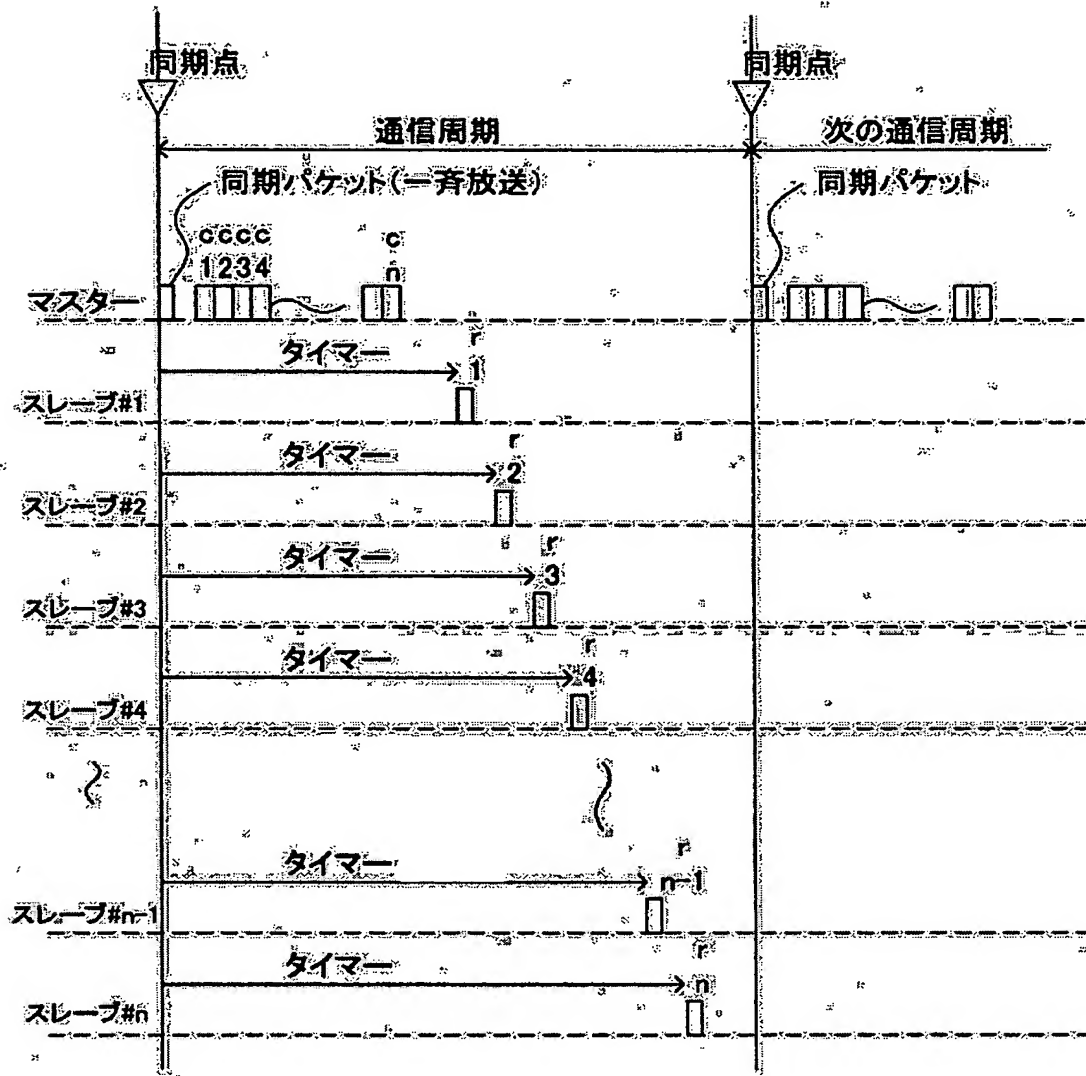 同期点 同期点
通信周期 次の通信周期
同期パケット(一斉放送) 同期パケット
c c c c c
1 2 3 4 n
マスター
タイマー r
1
スレーブ#1
タイマー r
2
スレーブ#2
タイマー r
3
スレーブ#3
タイマー r
4
スレーブ#4
タイマー r
n-1
スレーブ#n-1
タイマー r
n
スレーブ#n